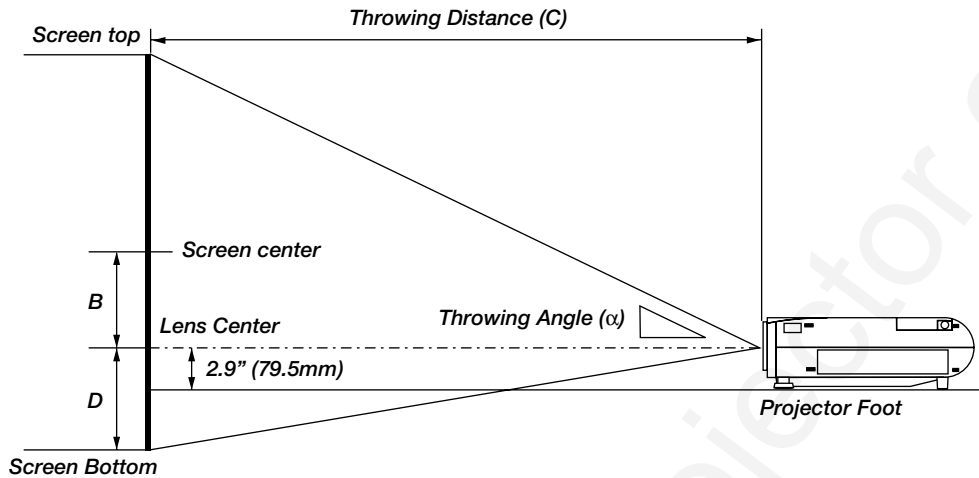 Throwing Distance (C)
Screen top
Screen center
B
Lens Center
Throwing Angle (α)
2.9” (79.5mm)
D
Projector Foot
Screen Bottom